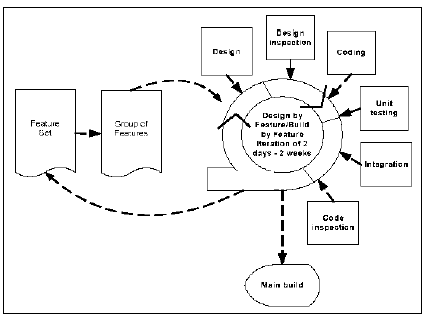 Design
inspection
Design
Coding
Feature
Set
Group of
Features
Design by
Feature/Build
by Feature
Iteration of 2
days - 2 weeks
Unit
testing
Integration
Code
inspection
Main build